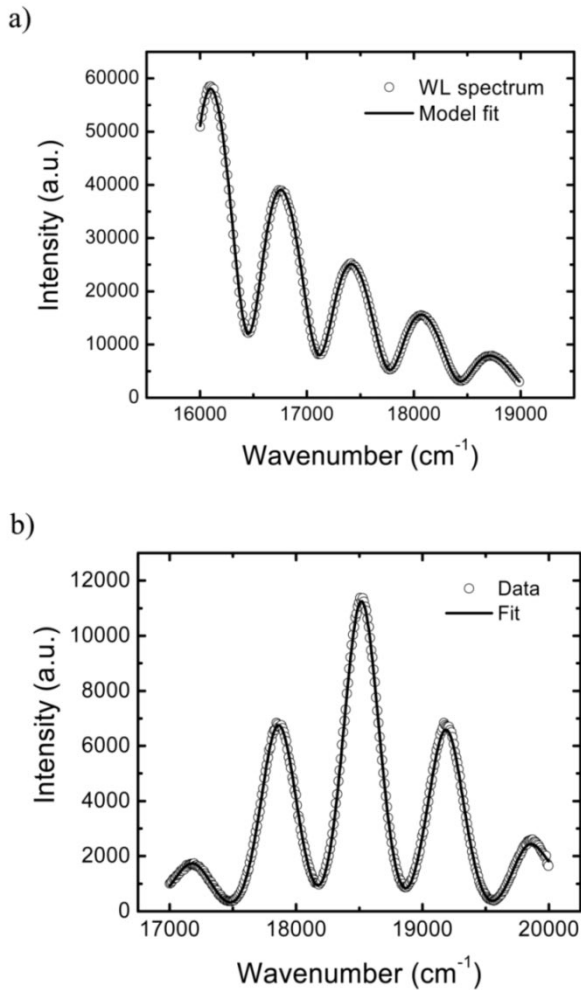 a)
60000
50000
40000
30000
20000
10000
0
Intensity (a.u.)
WL spectrum
Model fit
16000 17000 18000 19000
Wavenumber (cm⁻¹)
b)
12000
10000
8000
6000
4000
2000
0
Intensity (a.u.)
Data
Fit
17000 18000 19000 20000
Wavenumber (cm⁻¹)